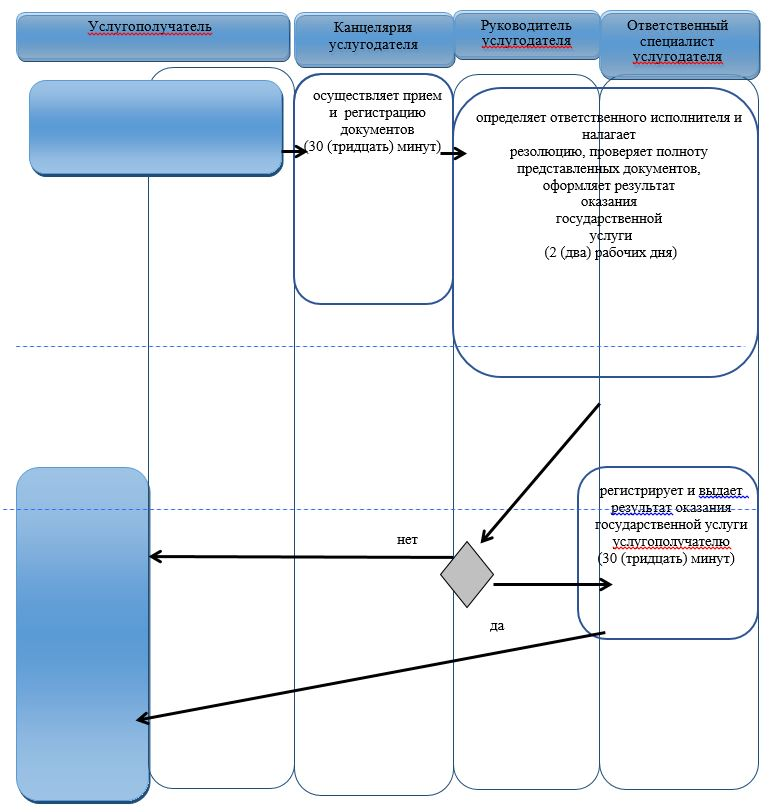 Услугополучатель
Канцелярия
услугодателя
Руководитель
услугодателя
Ответственный
специалист
услугодателя
осуществляет прием
и регистрацию
документов
(30 (тридцать) минут)
определяет ответственного исполнителя и
налагает
резолюцию, проверяет полноту
представленных документов,
оформляет результат
оказания
государственной
услуги
(2 (два) рабочих дня)
регистрирует и выдает
результат оказания
государственной услуги
услугополучателю
(30 (тридцать) минут)
нет
да